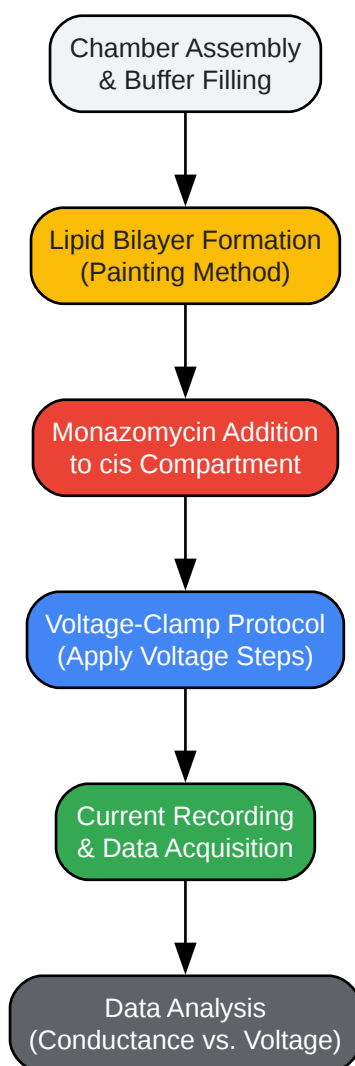 Chamber Assembly
& Buffer Filling
Lipid Bilayer Formation
(Painting Method)
Monazomycin Addition
to cis Compartment
Voltage-Clamp Protocol
(Apply Voltage Steps)
Current Recording
& Data Acquisition
Data Analysis
(Conductance vs. Voltage)